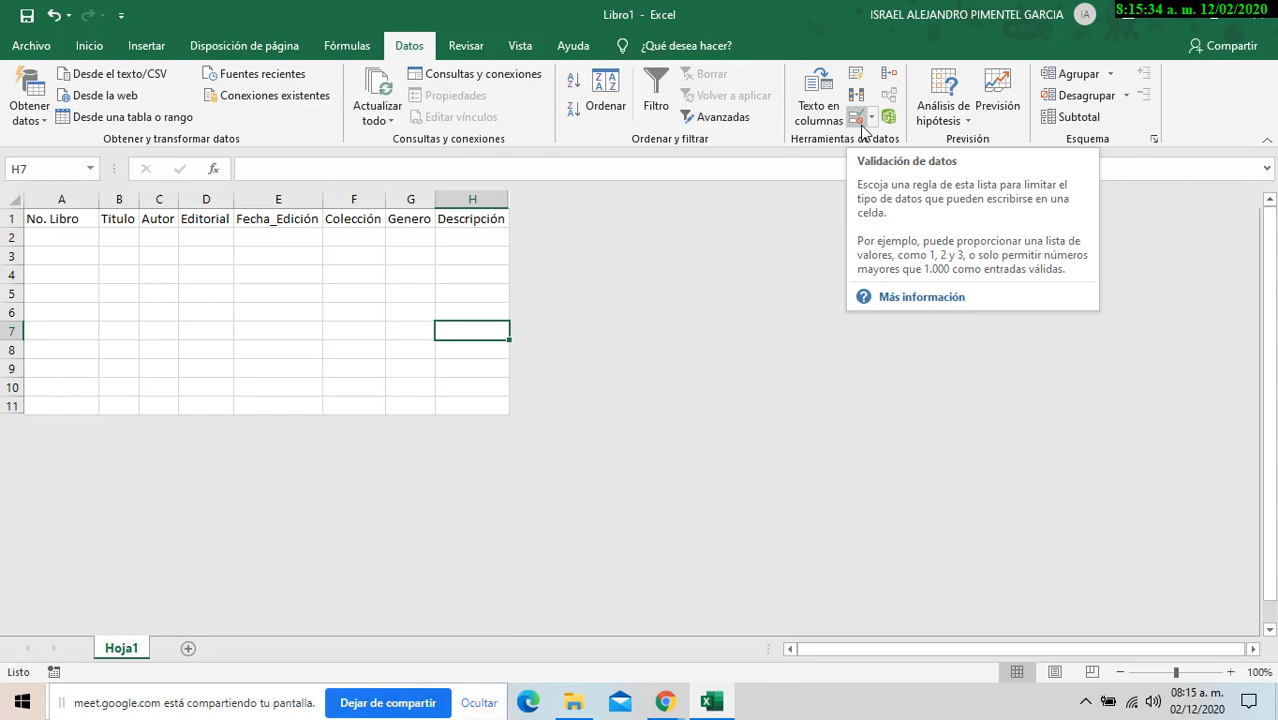 Libro1 - Excel
ISRAEL ALEJANDRO PIMENTEL GARCIA
IA
8:15:34 a. m. 12/02/2020
Archivo
Inicio
Insertar
Disposición de página
Fórmulas
Datos
Revisar
Vista
Ayuda
¿Qué desea hacer?
Compartir
Obtener
datos
Desde el texto/CSV
Desde la web
Desde una tabla o rango
Fuentes recientes
Conexiones existentes
Obtener y transformar datos
Actualizar
todo
Consultas y conexiones
Propiedades
Editar vínculos
Consultas y conexiones
Ordenar
Filtro
Borrar
Volver a aplicar
Avanzadas
Ordenar y filtrar
Texto en
columnas
Herramientas de datos
Análisis de
hipótesis
Previsión
Previsión
Agrupar
Desagrupar
Subtotal
Esquema
H7
fx
Validación de datos
Escoja una regla de esta lista para limitar el
tipo de datos que pueden escribirse en una
celda.
Por ejemplo, puede proporcionar una lista de
valores, como 1, 2 y 3, o solo permitir números
mayores que 1.000 como entradas válidas.
Más información
A B C D E F G H
1 No. Libro Titulo Autor Editorial Fecha_Edición Colección Genero Descripción
2
3
4
5
6
7
8
9
10
11
Hoja1
Listo
100%
meet.google.com está compartiendo tu pantalla.
Dejar de compartir
Ocultar
08:15 a. m.
02/12/2020